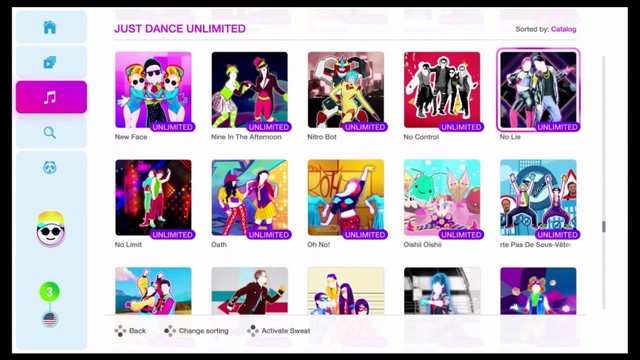 JUST DANCE UNLIMITED
Sorted by: Catalog
UNLIMITED UNLIMITED UNLIMITED UNLIMITED UNLIMITED
New Face Nine In The Afternoon Nitro Bot No Control No Lie
UNLIMITED UNLIMITED UNLIMITED UNLIMITED UNLIMITED
No Limit Oath Oh No! Oishii Oishii rte Pas De Sous-Vête
3
Back Change sorting Activate Sweat